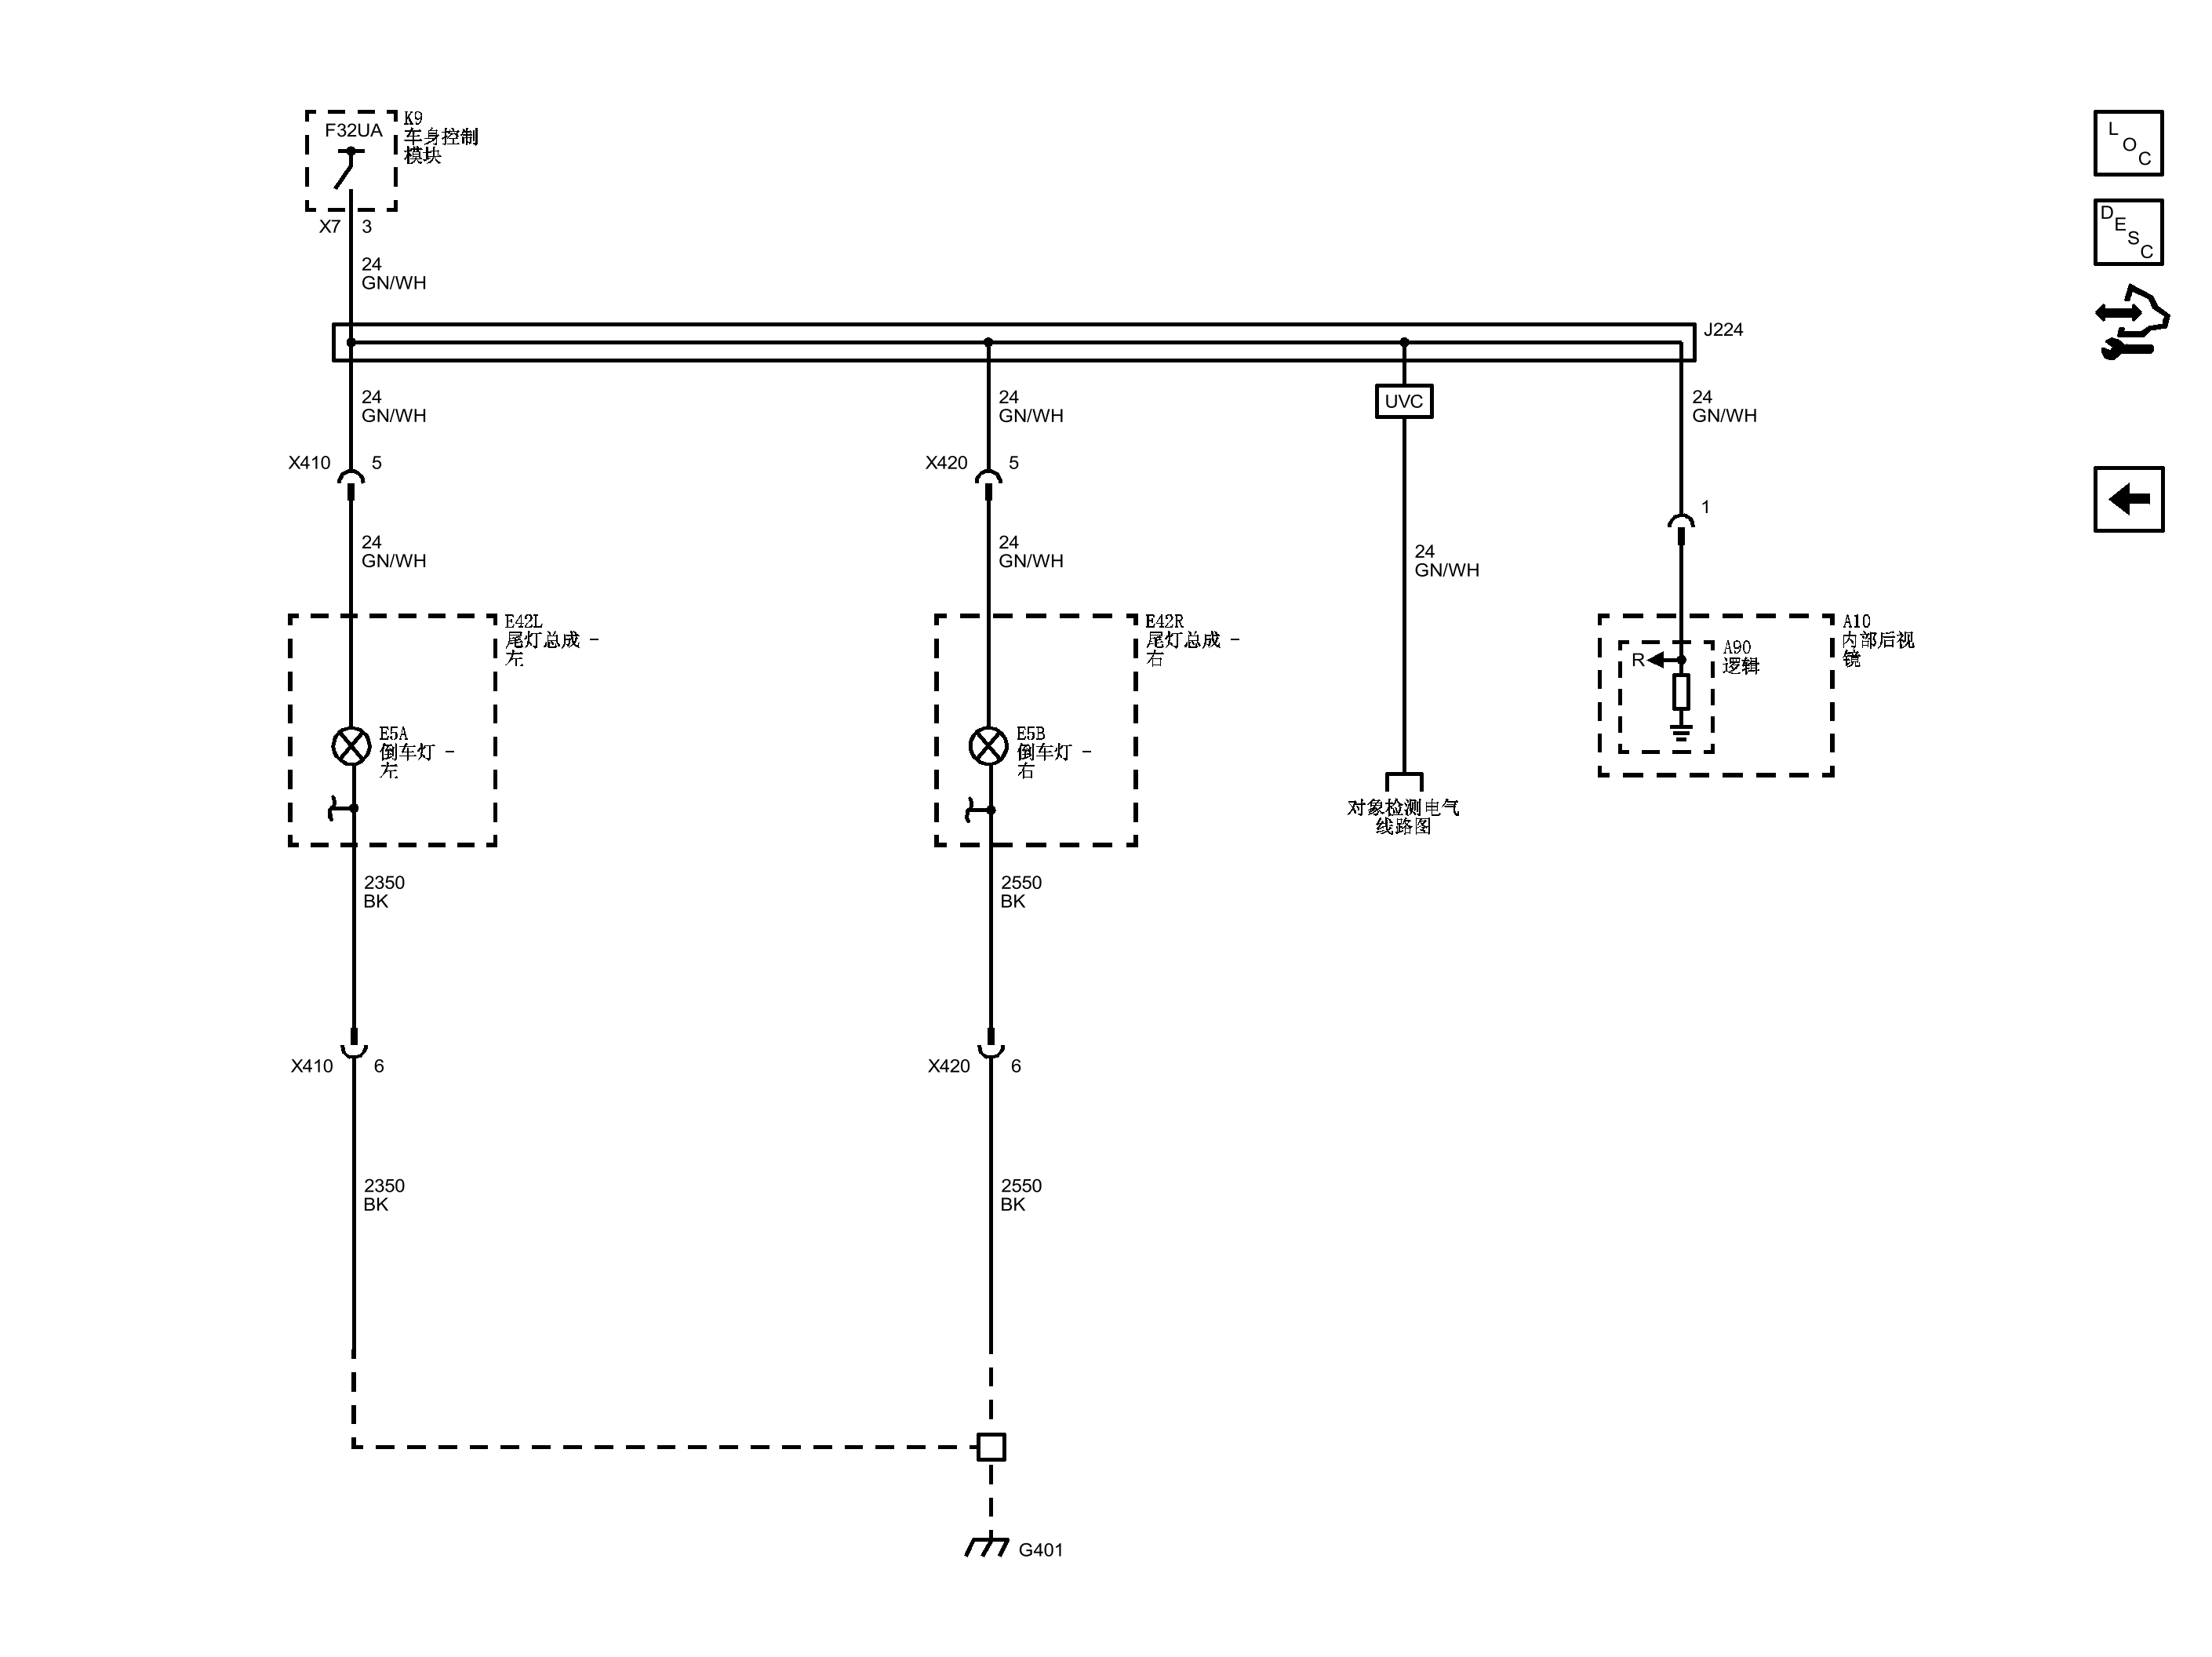 F32UA
K9
车身控制
模块
X7 3
24
GN/WH
J224
24
GN/WH
24
GN/WH
UVC
24
GN/WH
X410 5
X420 5
1
24
GN/WH
24
GN/WH
24
GN/WH
E42L
尾灯总成 -
左
E42R
尾灯总成 -
右
A10
内部后视
镜
R
A90
逻辑
E5A
倒车灯 -
左
E5B
倒车灯 -
右
对象检测电气
线路图
2350
BK
2550
BK
X410 6
X420 6
2350
BK
2550
BK
G401
LOC
DESC